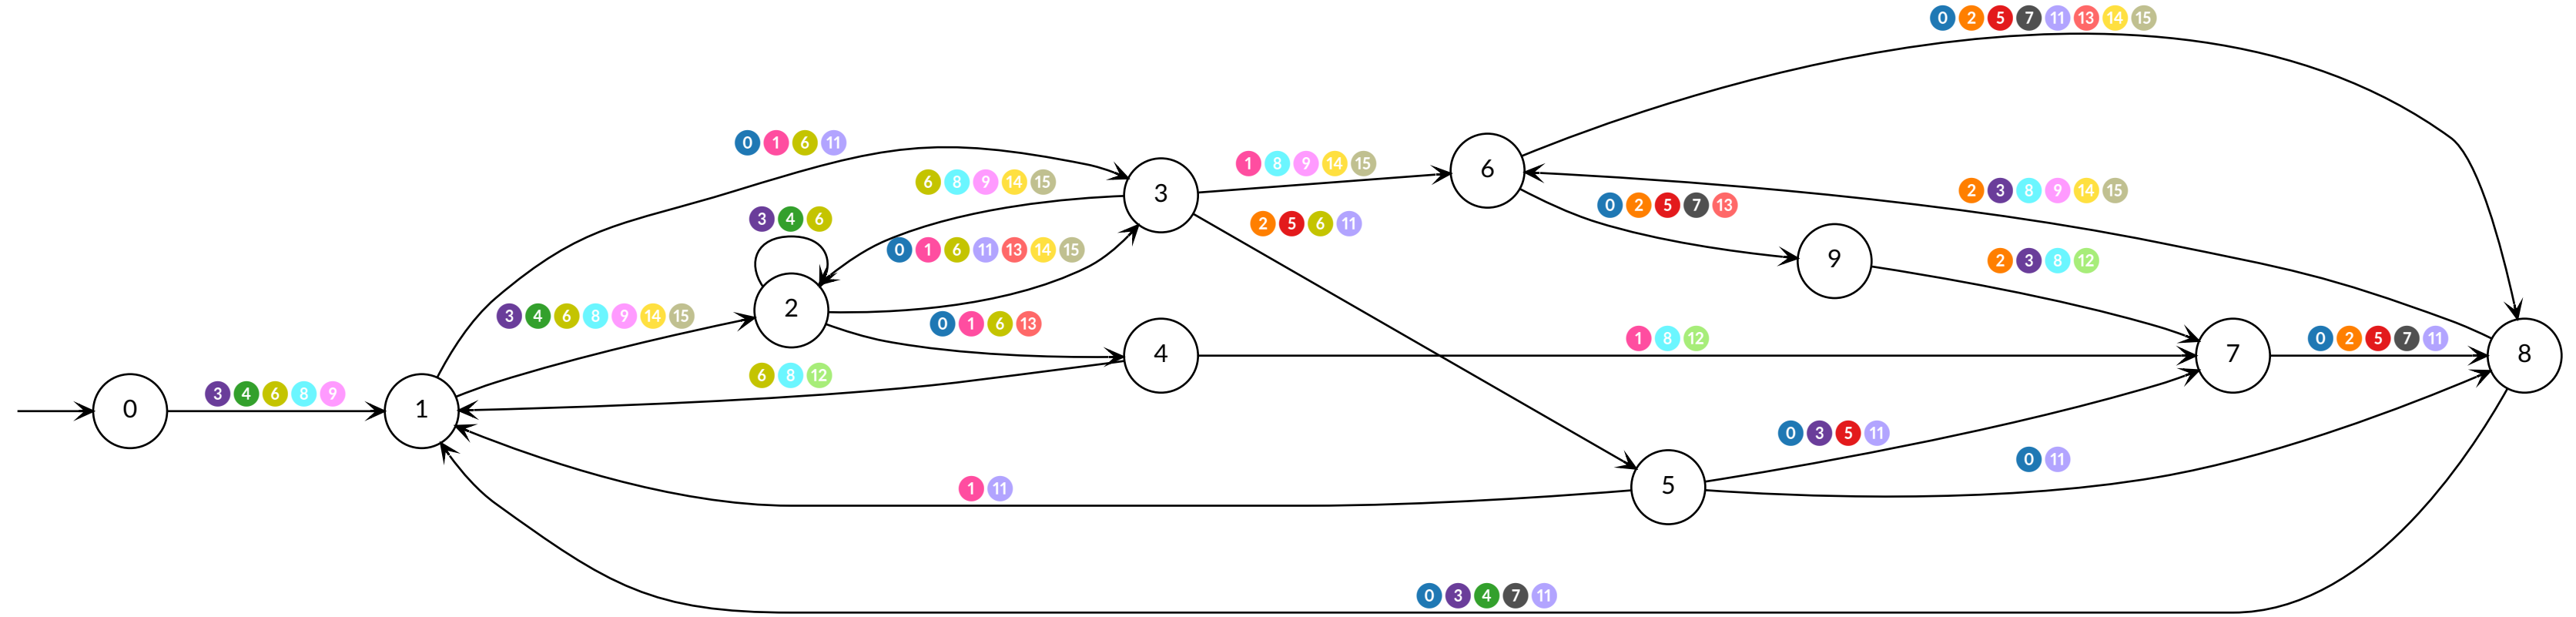 0 2 5 7 11 13 14 15
0 1 6 11
1 8 9 14 15
6 8 9 14 15
3
6
2 3 8 9 14 15
0 2 5 7 13
3 4 6
2 5 6 11
0 1 6 11 13 14 15
9
2 3 8 12
2
3 4 6 8 9 14 15
0 1 6 13
4
1 8 12
7
0 2 5 7 11
8
6 8 12
0
3 4 6 8 9
1
0 3 5 11
0 11
5
1 11
0 3 4 7 11